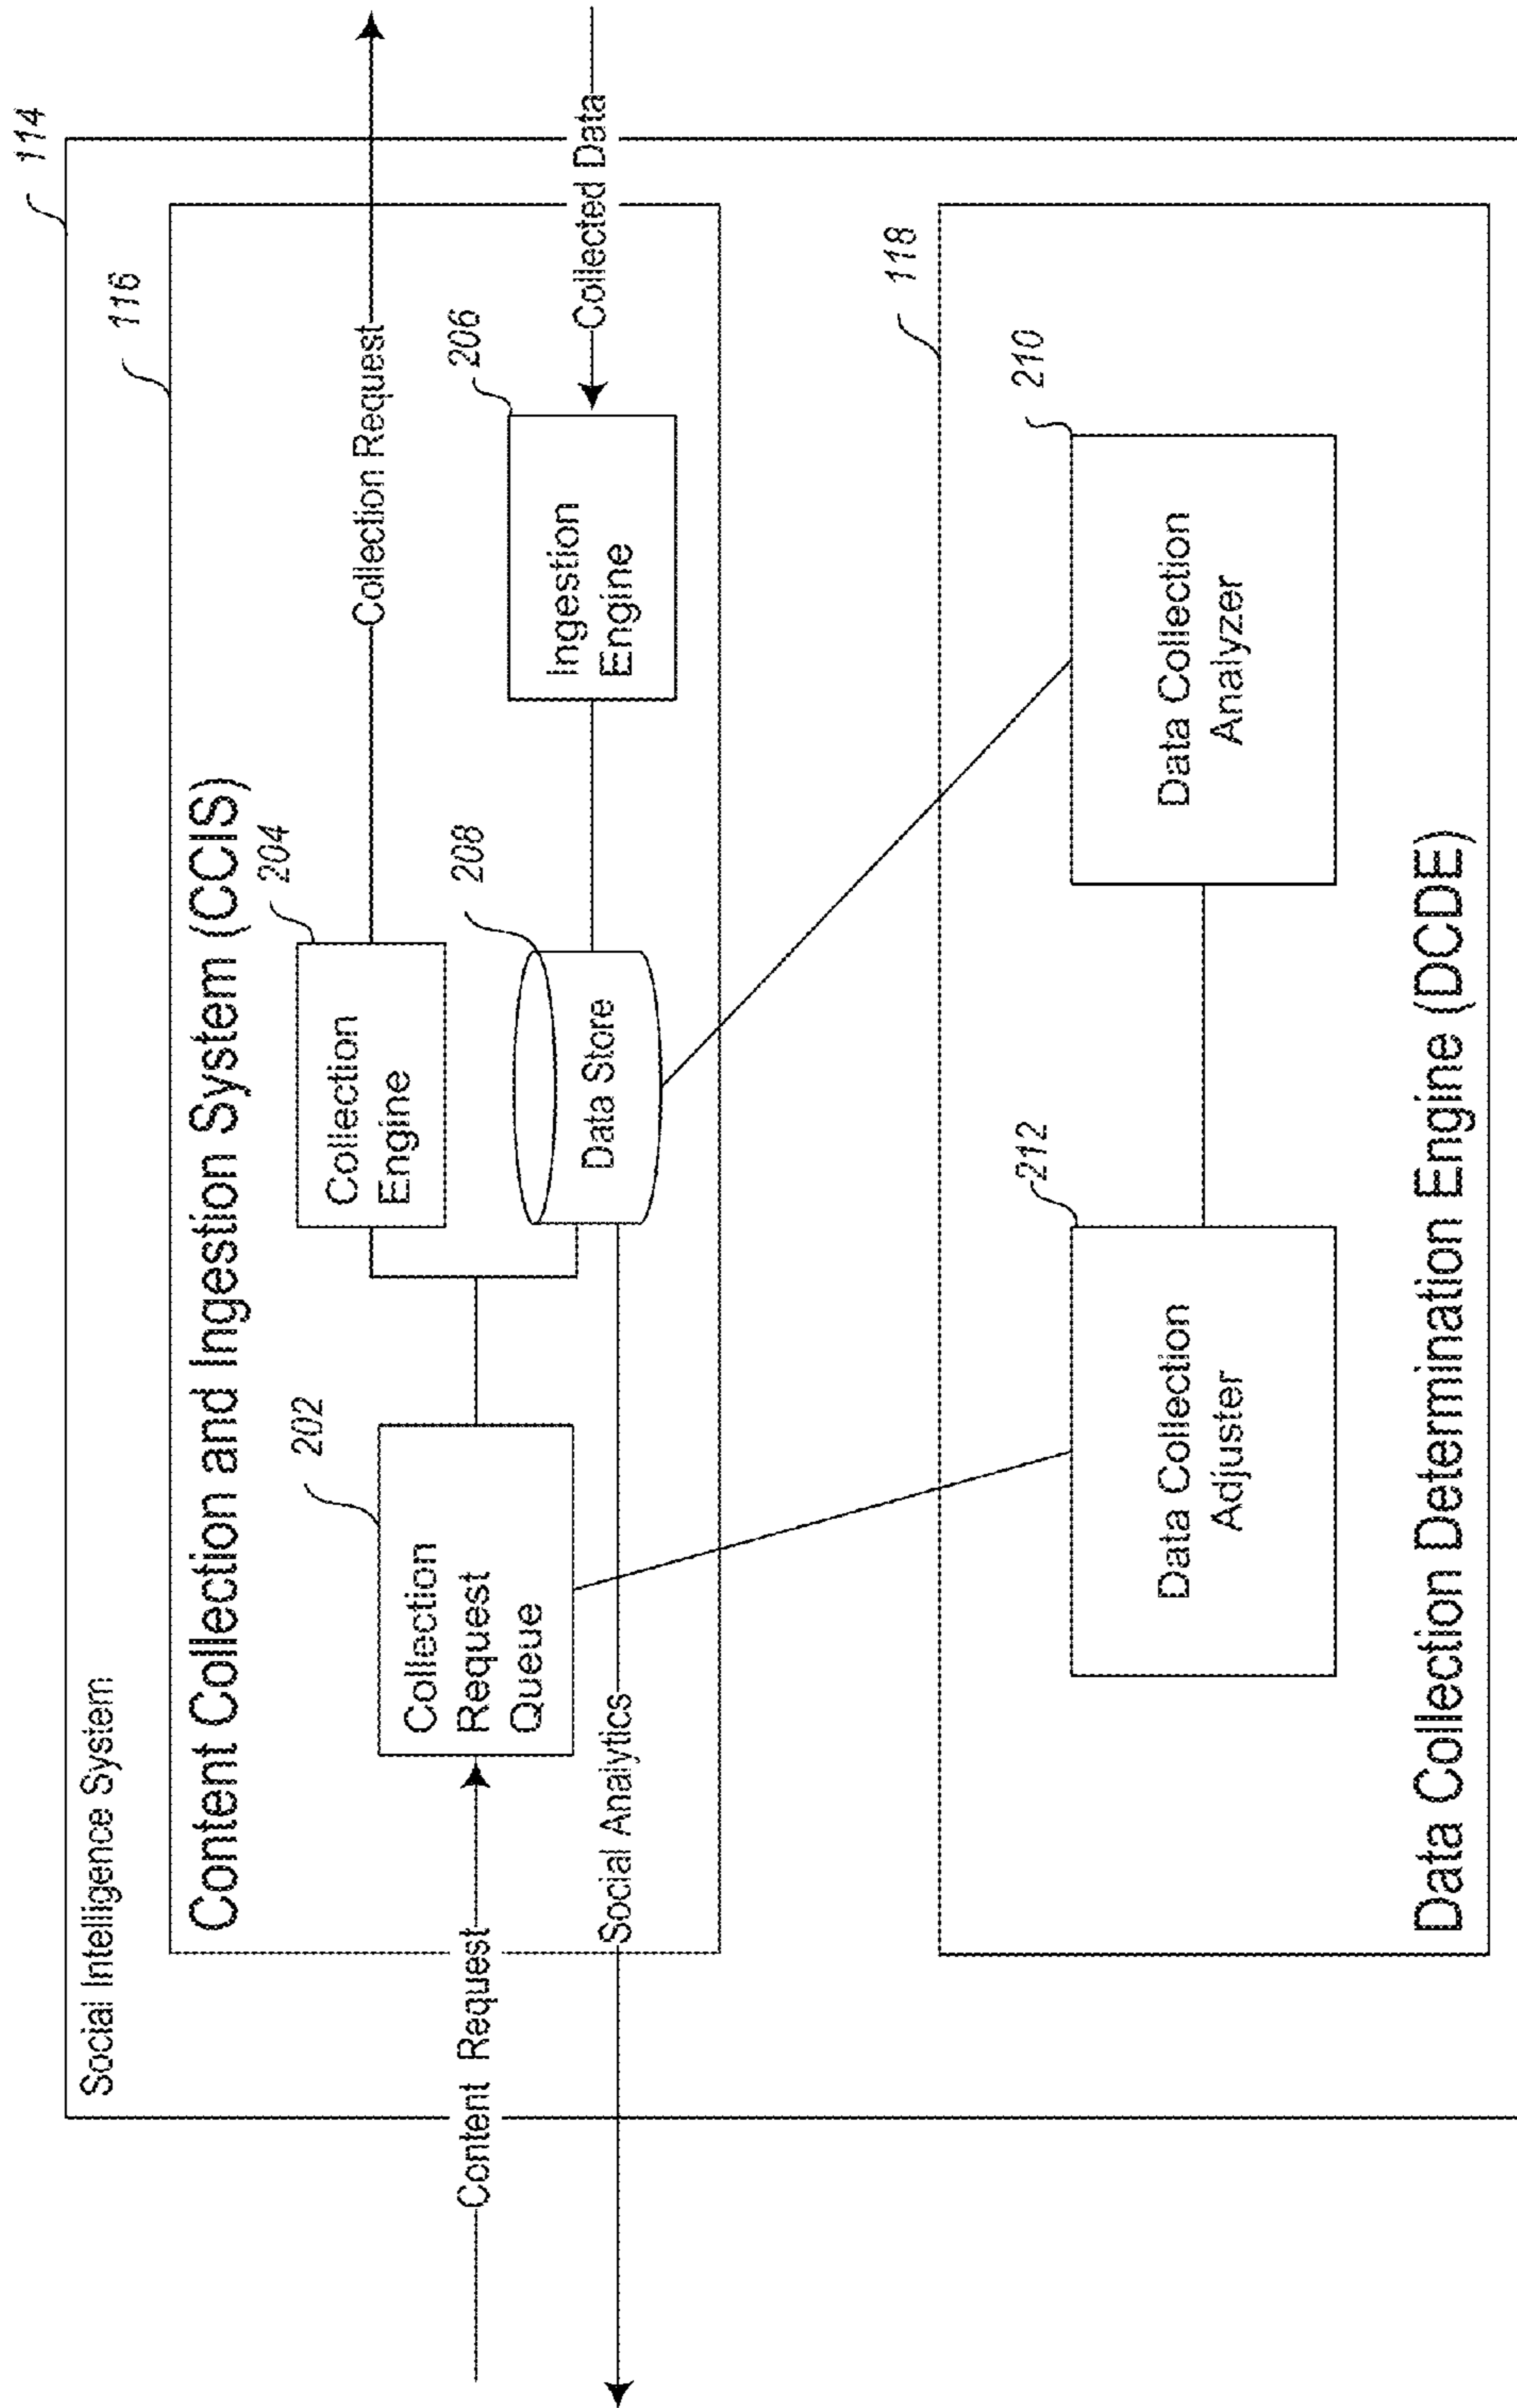 114
Social Intelligence System
116
Content Collection and Ingestion System (CCIS)
204
Collection
Engine
Collection Request
202
Collection
Request
Queue
Content Request
208
Data Store
206
Ingestion
Engine
Collected Data
Social Analytics
118
212
Data Collection
Adjuster
210
Data Collection
Analyzer
Data Collection Determination Engine (DCDE)